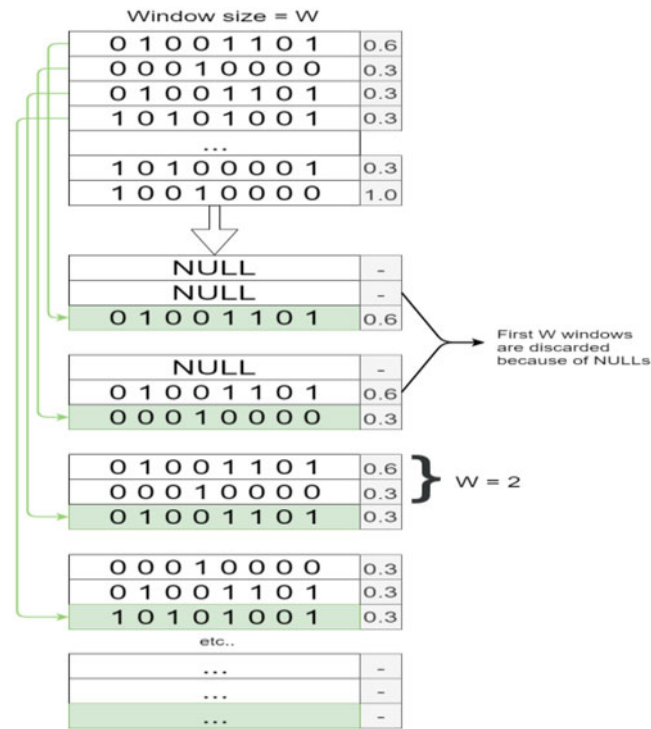 Window size = W
0 1 0 0 1 1 0 1 0.6
0 0 0 1 0 0 0 0 0.3
0 1 0 0 1 1 0 1 0.3
1 0 1 0 1 0 0 1 0.3
...
1 0 1 0 0 0 0 1 0.3
1 0 0 1 0 0 0 0 1.0
NULL -
NULL -
0 1 0 0 1 1 0 1 0.6
First W windows
are discarded
because of NULLs
NULL -
0 1 0 0 1 1 0 1 0.6
0 0 0 1 0 0 0 0 0.3
0 1 0 0 1 1 0 1 0.6
0 0 0 1 0 0 0 0 0.3
} W = 2
0 1 0 0 1 1 0 1 0.3
0 0 0 1 0 0 0 0 0.3
0 1 0 0 1 1 0 1 0.3
1 0 1 0 1 0 0 1 0.3
etc..
... -
... -
... -